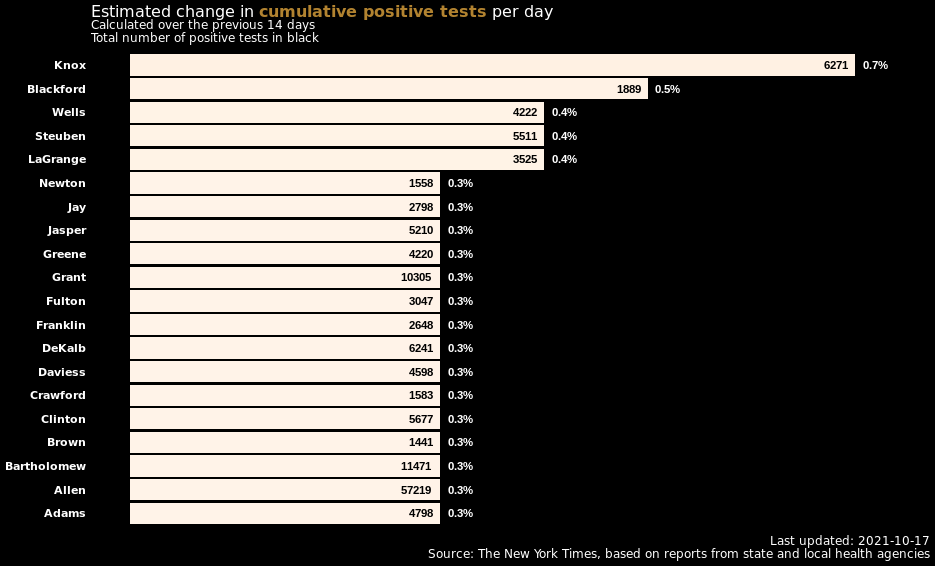 Estimated change in cumulative positive tests per day
Calculated over the previous 14 days
Total number of positive tests in black
Knox 6271 0.7%
Blackford 1889 0.5%
Wells 4222 0.4%
Steuben 5511 0.4%
LaGrange 3525 0.4%
Newton 1558 0.3%
Jay 2798 0.3%
Jasper 5210 0.3%
Greene 4220 0.3%
Grant 10305 0.3%
Fulton 3047 0.3%
Franklin 2648 0.3%
DeKalb 6241 0.3%
Daviess 4598 0.3%
Crawford 1583 0.3%
Clinton 5677 0.3%
Brown 1441 0.3%
Bartholomew 11471 0.3%
Allen 57219 0.3%
Adams 4798 0.3%
Last updated: 2021-10-17
Source: The New York Times, based on reports from state and local health agencies